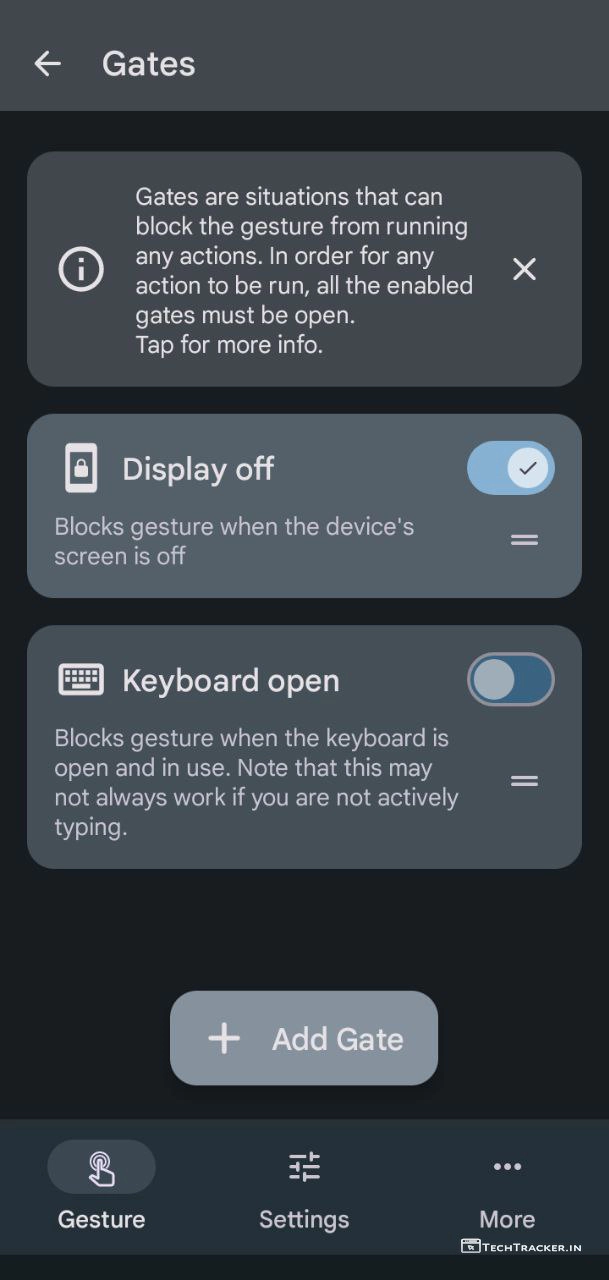 Gates
Gates are situations that can
block the gesture from running
any actions. In order for any
action to be run, all the enabled
gates must be open.
Tap for more info.
Display off
Blocks gesture when the device's
screen is off
Keyboard open
Blocks gesture when the keyboard is
open and in use. Note that this may
not always work if you are not actively
typing.
Add Gate
Gesture
Settings
More
TECHTRACKER.IN